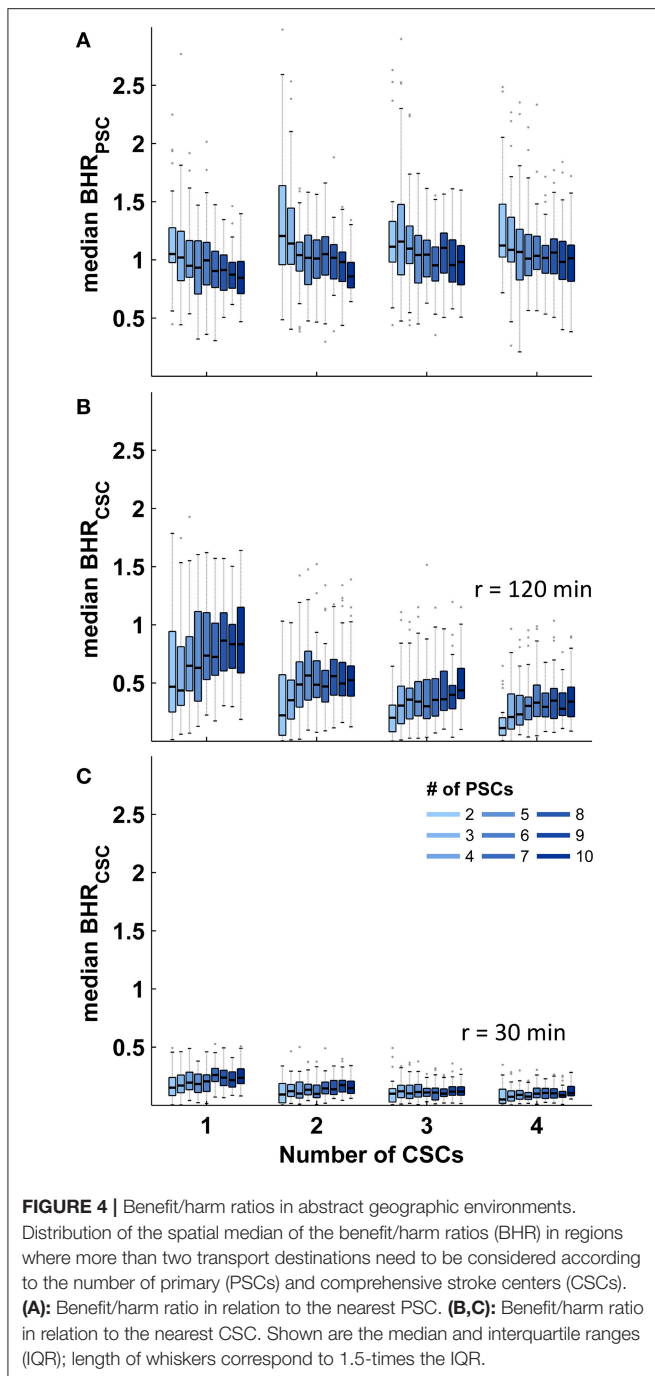 A
2.5
2
1.5
1
0.5
median BHR_PSC
B
2.5
2
1.5
1
0.5
median BHR_CSC
r = 120 min
C
2.5
2
1.5
1
0.5
median BHR_CSC
# of PSCs
2 5 8
3 6 9
4 7 10
r = 30 min
1 2 3 4
Number of CSCs
FIGURE 4 | Benefit/harm ratios in abstract geographic environments.
Distribution of the spatial median of the benefit/harm ratios (BHR) in regions
where more than two transport destinations need to be considered according
to the number of primary (PSCs) and comprehensive stroke centers (CSCs).
(A): Benefit/harm ratio in relation to the nearest PSC. (B,C): Benefit/harm ratio
in relation to the nearest CSC. Shown are the median and interquartile ranges
(IQR); length of whiskers correspond to 1.5-times the IQR.